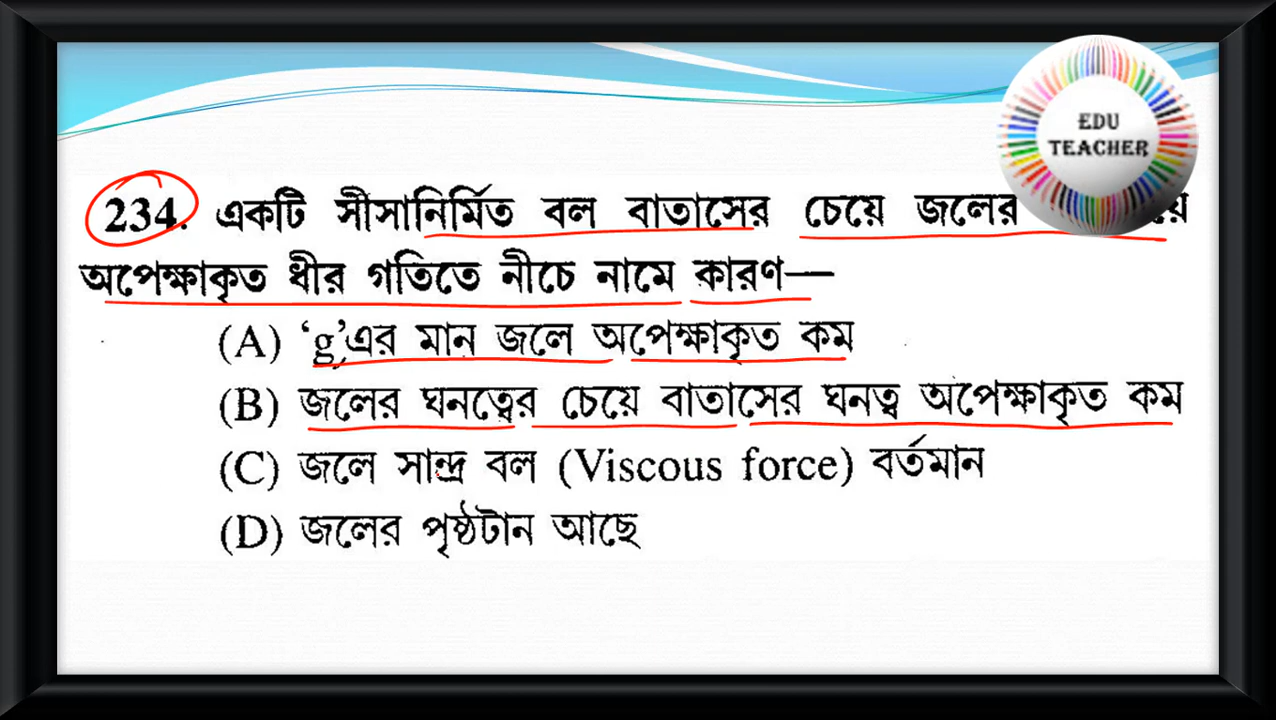 EDU
TEACHER
234. একটি সীসানির্মিত বল বাতাসের চেয়ে জলের
অপেক্ষাকৃত ধীর গতিতে নীচে নামে কারণ—
(A) ‘g’এর মান জলে অপেক্ষাকৃত কম
(B) জলের ঘনত্বের চেয়ে বাতাসের ঘনত্ব অপেক্ষাকৃত কম
(C) জলে সান্দ্র বল (Viscous force) বর্তমান
(D) জলের পৃষ্ঠটান আছে